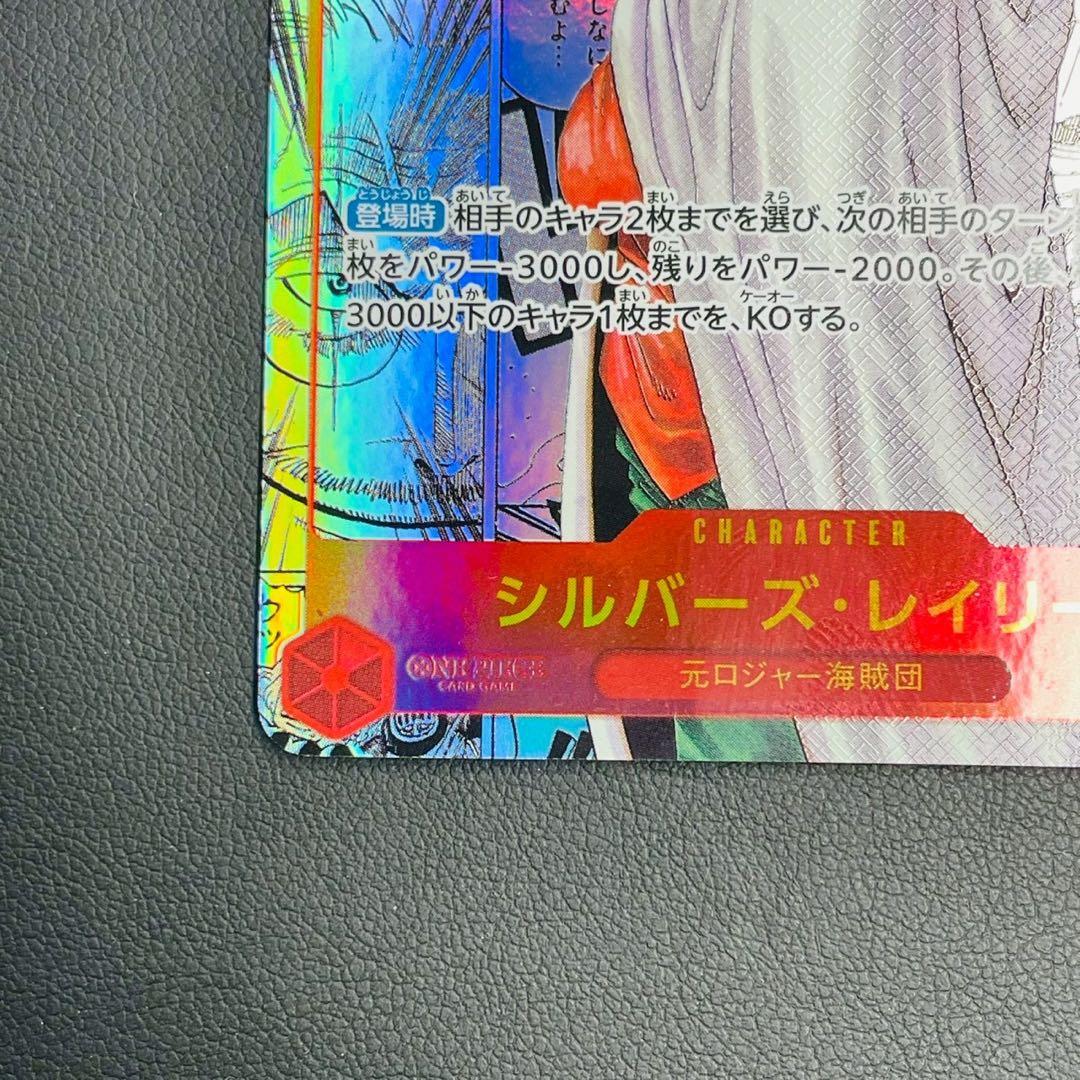 しなに
むよ…
登場時 相手のキャラ2枚までを選び、次の相手のターン
枚をパワー-3000し、残りをパワー-2000。その後、
3000以下のキャラ1枚までを、KOする。
CHARACTER
シルバーズ・レイリー
ONE PIECE
CARD GAME
元ロジャー海賊団